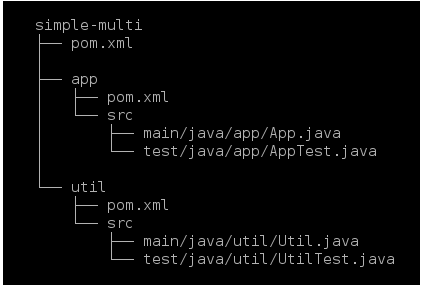 simple-multi
├── pom.xml
│
├── app
│   ├── pom.xml
│   └── src
│       ├── main/java/app/App.java
│       └── test/java/app/AppTest.java
│
└── util
    ├── pom.xml
    └── src
        ├── main/java/util/Util.java
        └── test/java/util/UtilTest.java